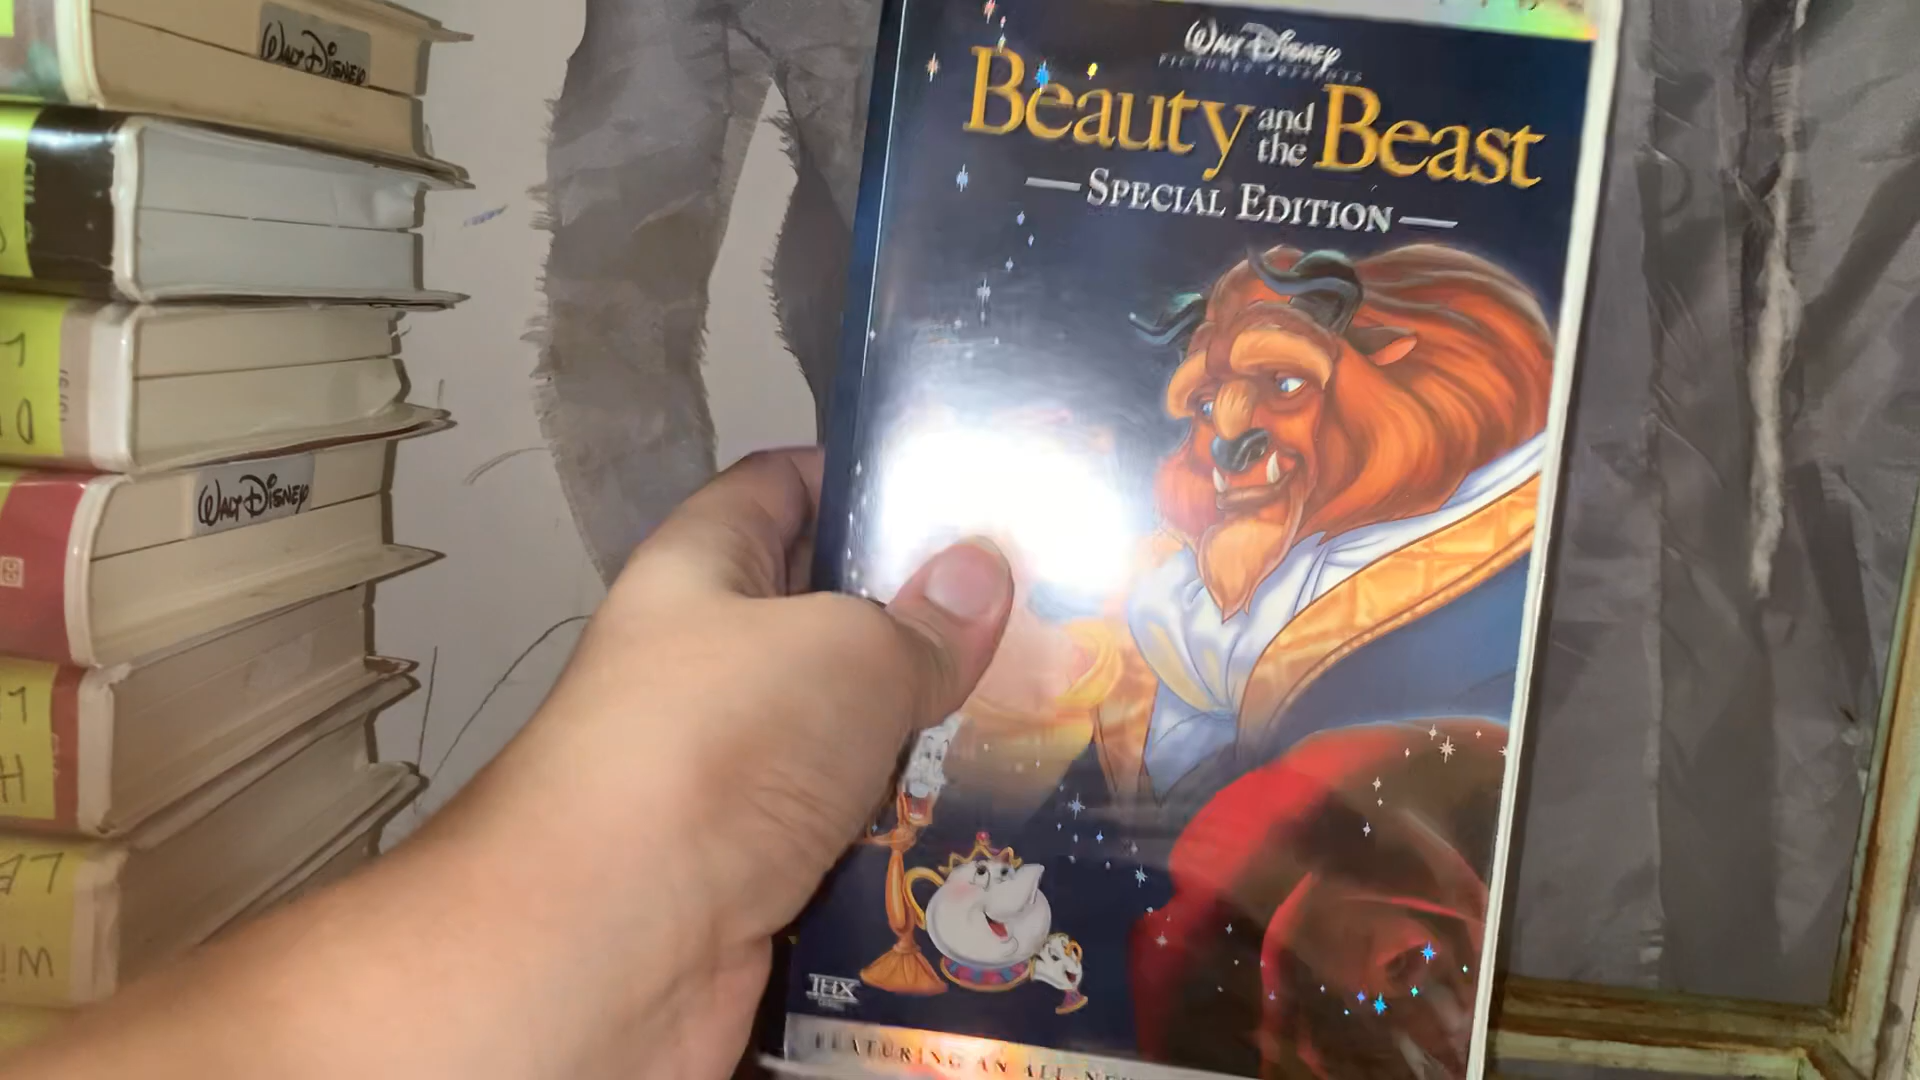 WALT DISNEY
WALT DISNEY
WALT DISNEY
PICTURES PRESENTS
Beauty and the Beast
SPECIAL EDITION
THX
FEATURING AN ALL-NEW